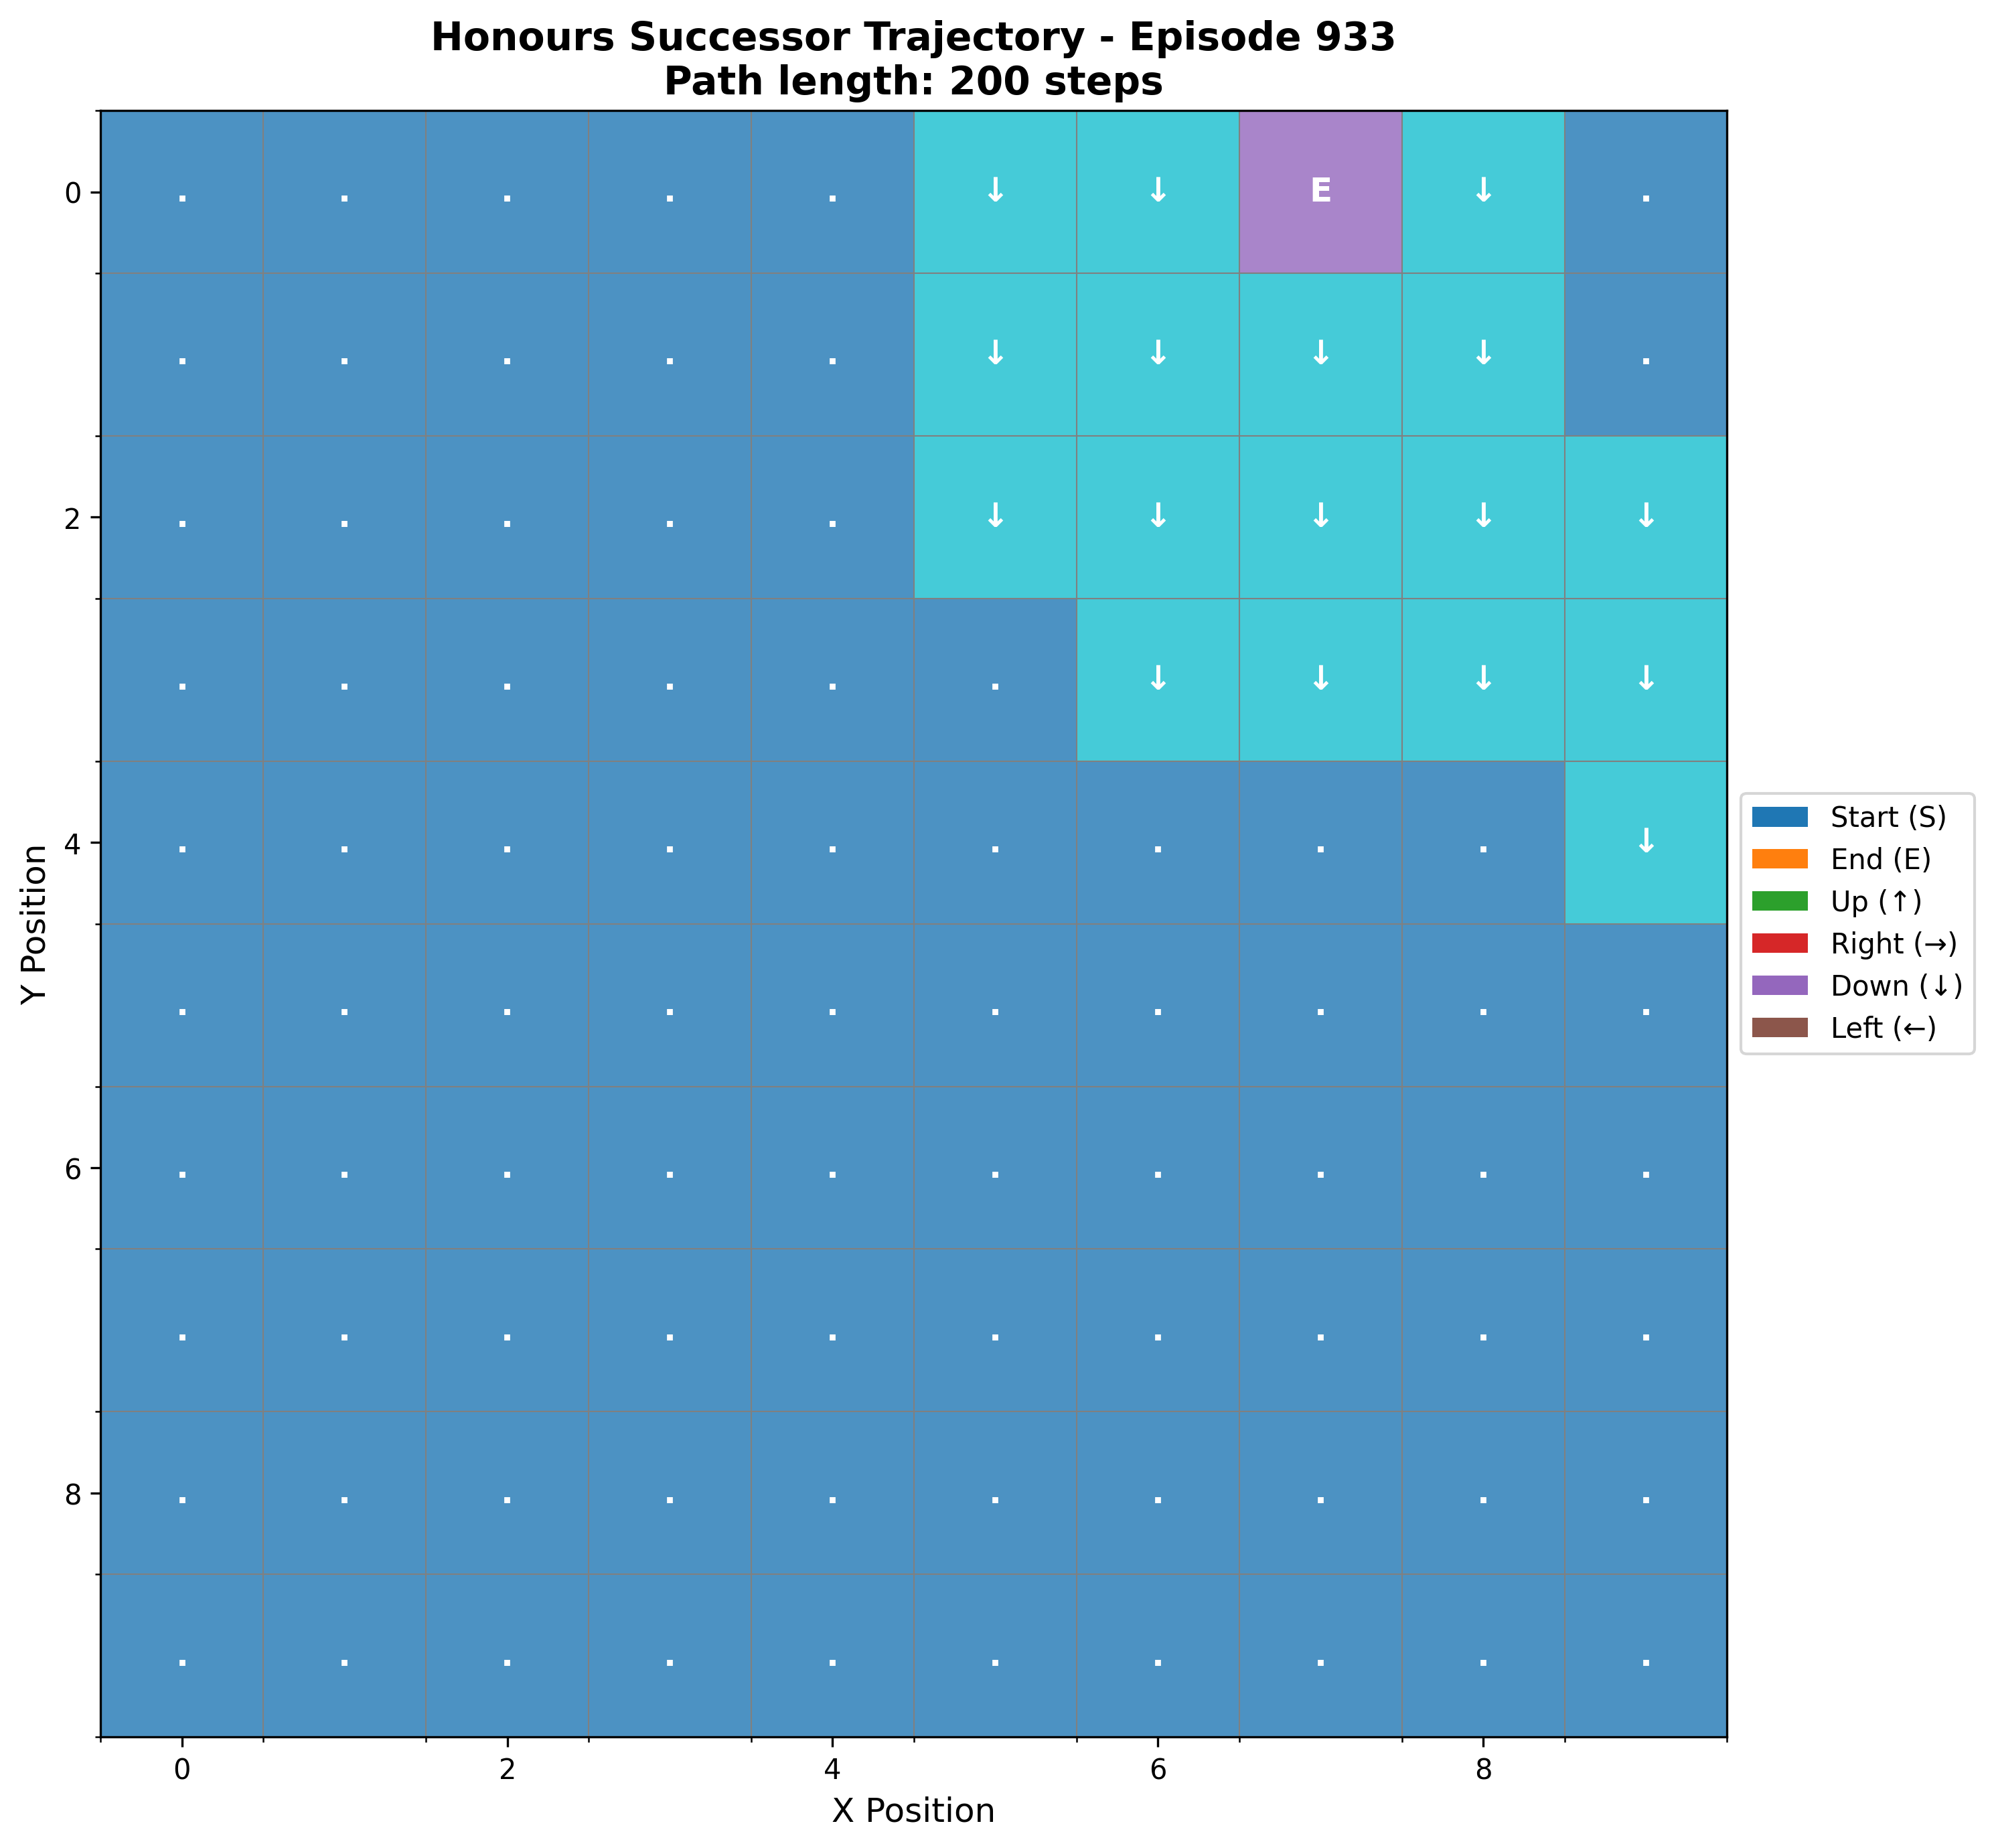 Honours Successor Trajectory - Episode 933
Path length: 200 steps
0 . . . . . ↓ ↓ E ↓ .
. . . . . ↓ ↓ ↓ ↓ .
2 . . . . . ↓ ↓ ↓ ↓ ↓
. . . . . . ↓ ↓ ↓ ↓
4 . . . . . . . . . ↓
. . . . . . . . . .
6 . . . . . . . . . .
. . . . . . . . . .
8 . . . . . . . . . .
. . . . . . . . . .
0 2 4 6 8
X Position
Y Position
Start (S)
End (E)
Up (↑)
Right (→)
Down (↓)
Left (←)